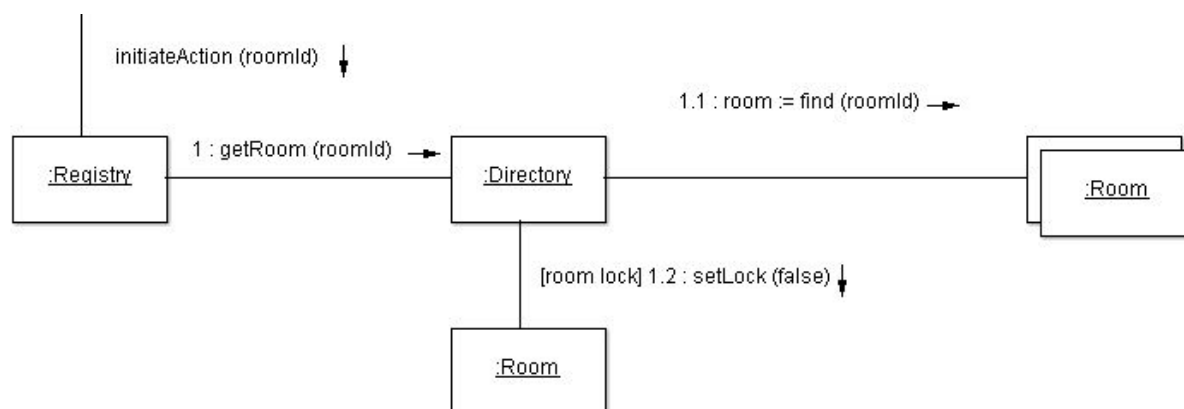 initiateAction (roomId)
1.1 : room := find (roomId)
1 : getRoom (roomId)
:Registry
:Directory
:Room
[room lock] 1.2 : setLock (false)
:Room